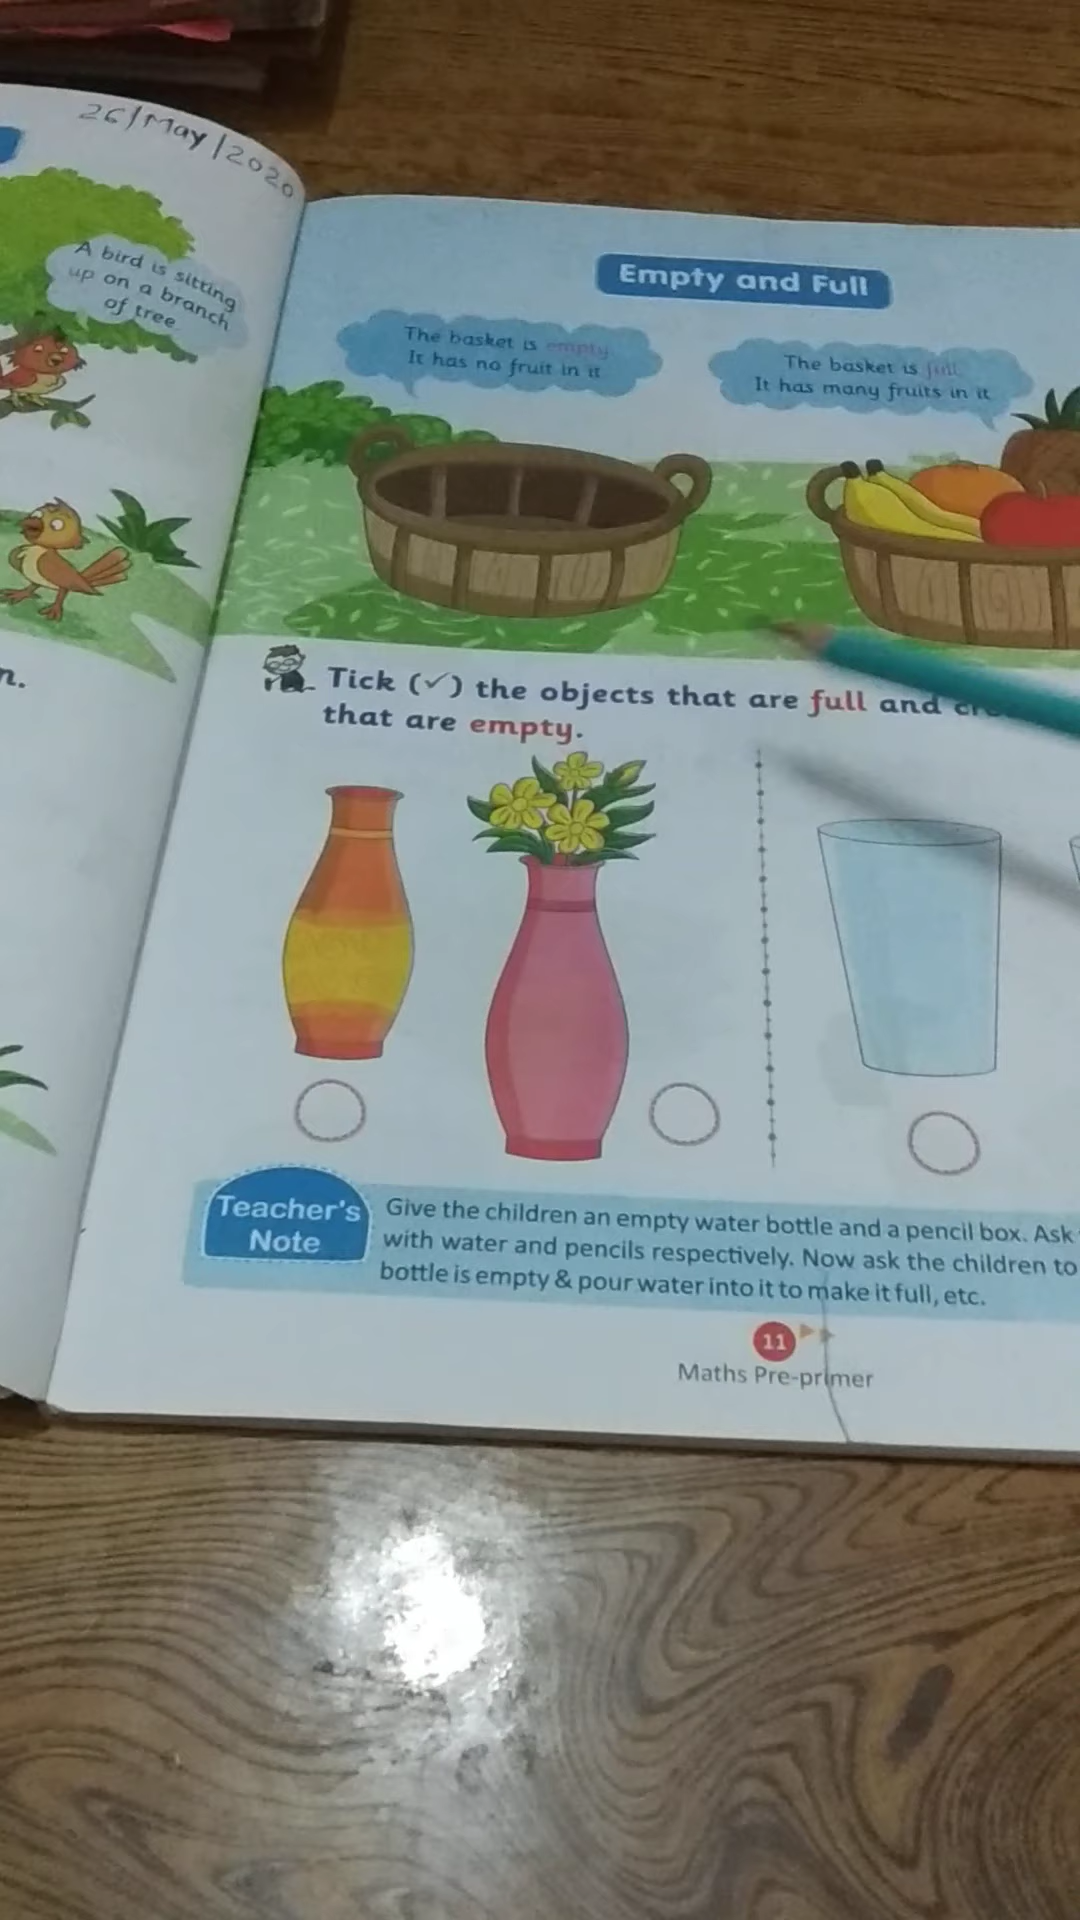 26/May/2020
A bird is sitting
up on a branch
of tree.
n.
Empty and Full
The basket is empty.
It has no fruit in it
The basket is full.
It has many fruits in it
Tick (✓) the objects that are full and
that are empty.
Teacher's
Note
Give the children an empty water bottle and a pencil box. Ask
with water and pencils respectively. Now ask the children to
bottle is empty & pour water into it to make it full, etc.
11
Maths Pre-primer